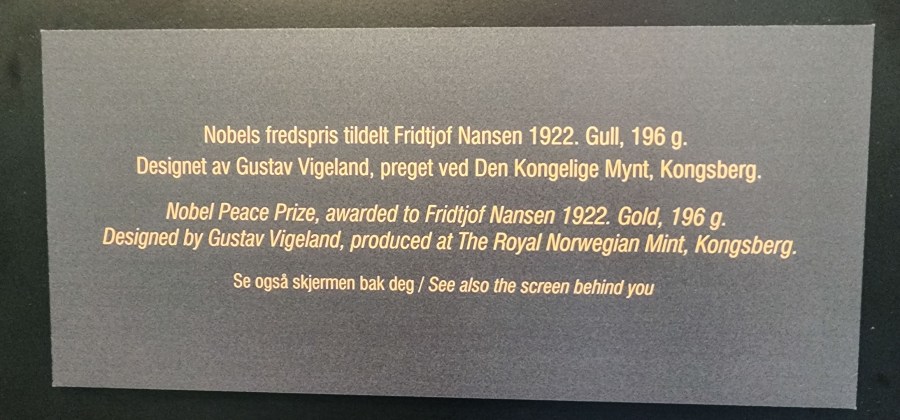 Nobels fredspris tildelt Fridtjof Nansen 1922. Gull, 196 g.
Designet av Gustav Vigeland, preget ved Den Kongelige Mynt, Kongsberg.
Nobel Peace Prize, awarded to Fridtjof Nansen 1922. Gold, 196 g.
Designed by Gustav Vigeland, produced at The Royal Norwegian Mint, Kongsberg.
Se også skjermen bak deg / See also the screen behind you